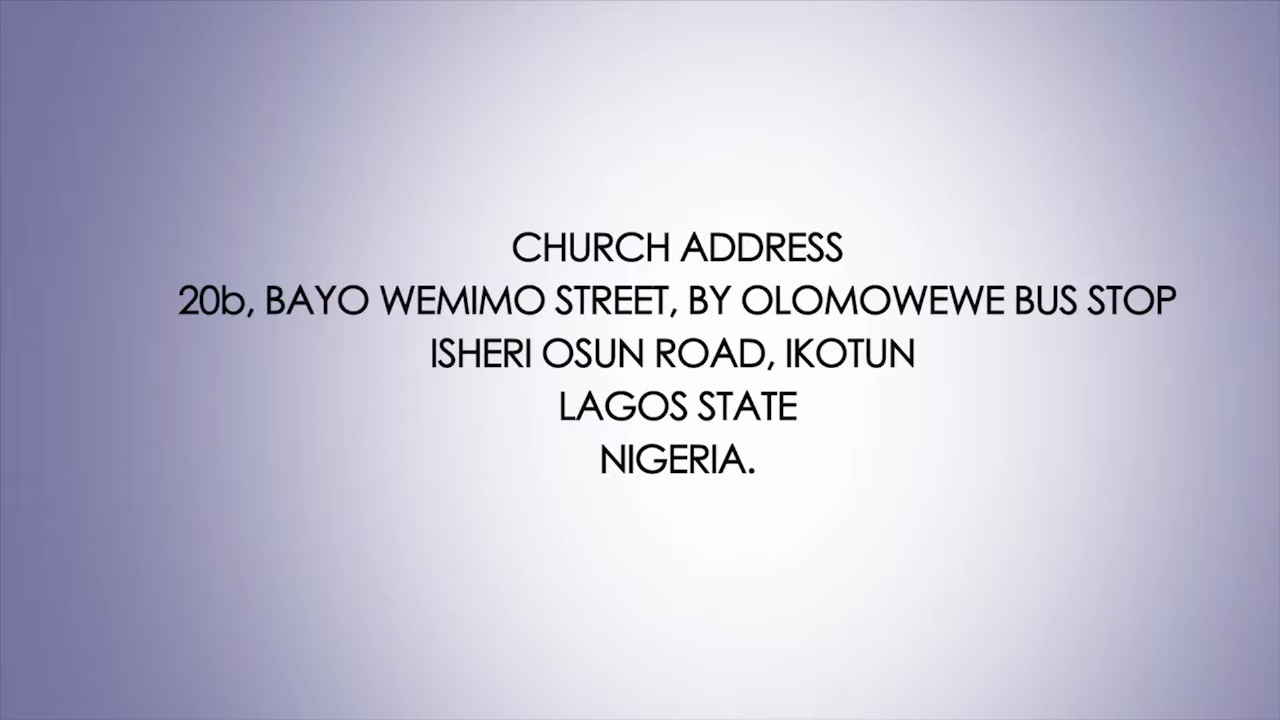 CHURCH ADDRESS
20b, BAYO WEMIMO STREET, BY OLOMOWEWE BUS STOP
ISHERI OSUN ROAD, IKOTUN
LAGOS STATE
NIGERIA.